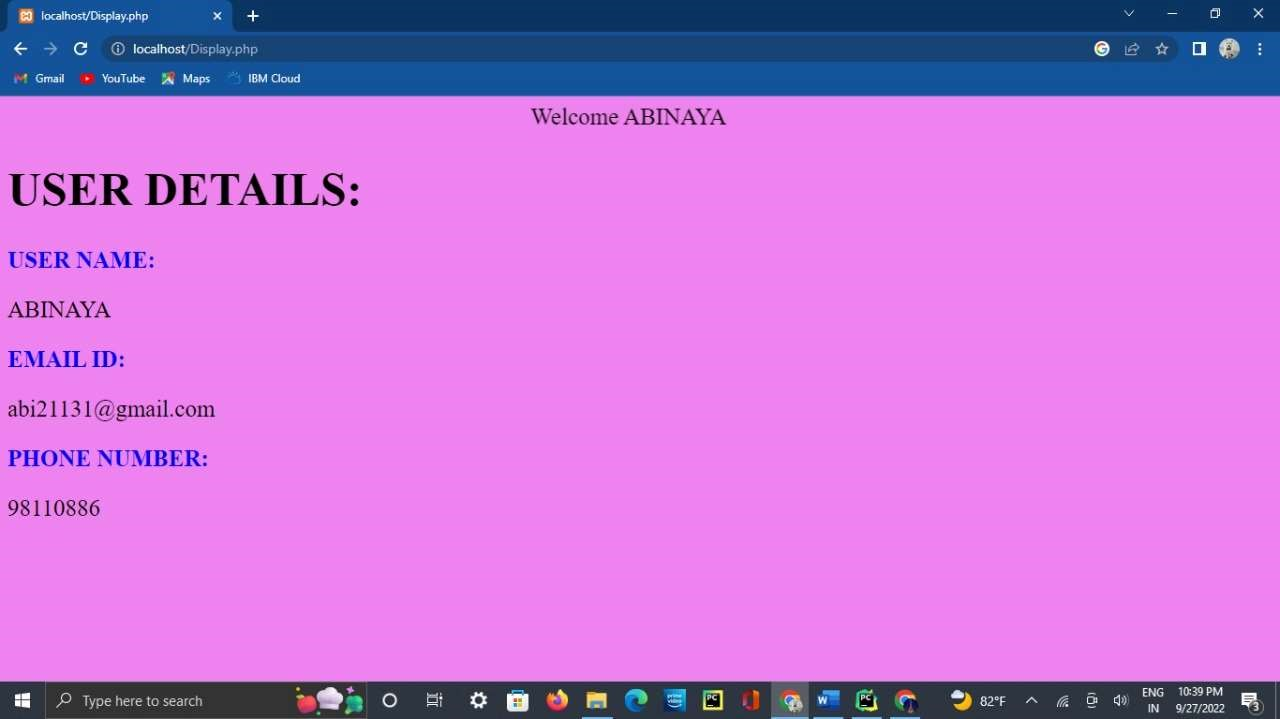 localhost/Display.php
localhost/Display.php
Gmail YouTube Maps IBM Cloud
Welcome ABINAYA
USER DETAILS:
USER NAME:
ABINAYA
EMAIL ID:
abi21131@gmail.com
PHONE NUMBER:
98110886
Type here to search
82°F
ENG
IN
10:39 PM
9/27/2022
3